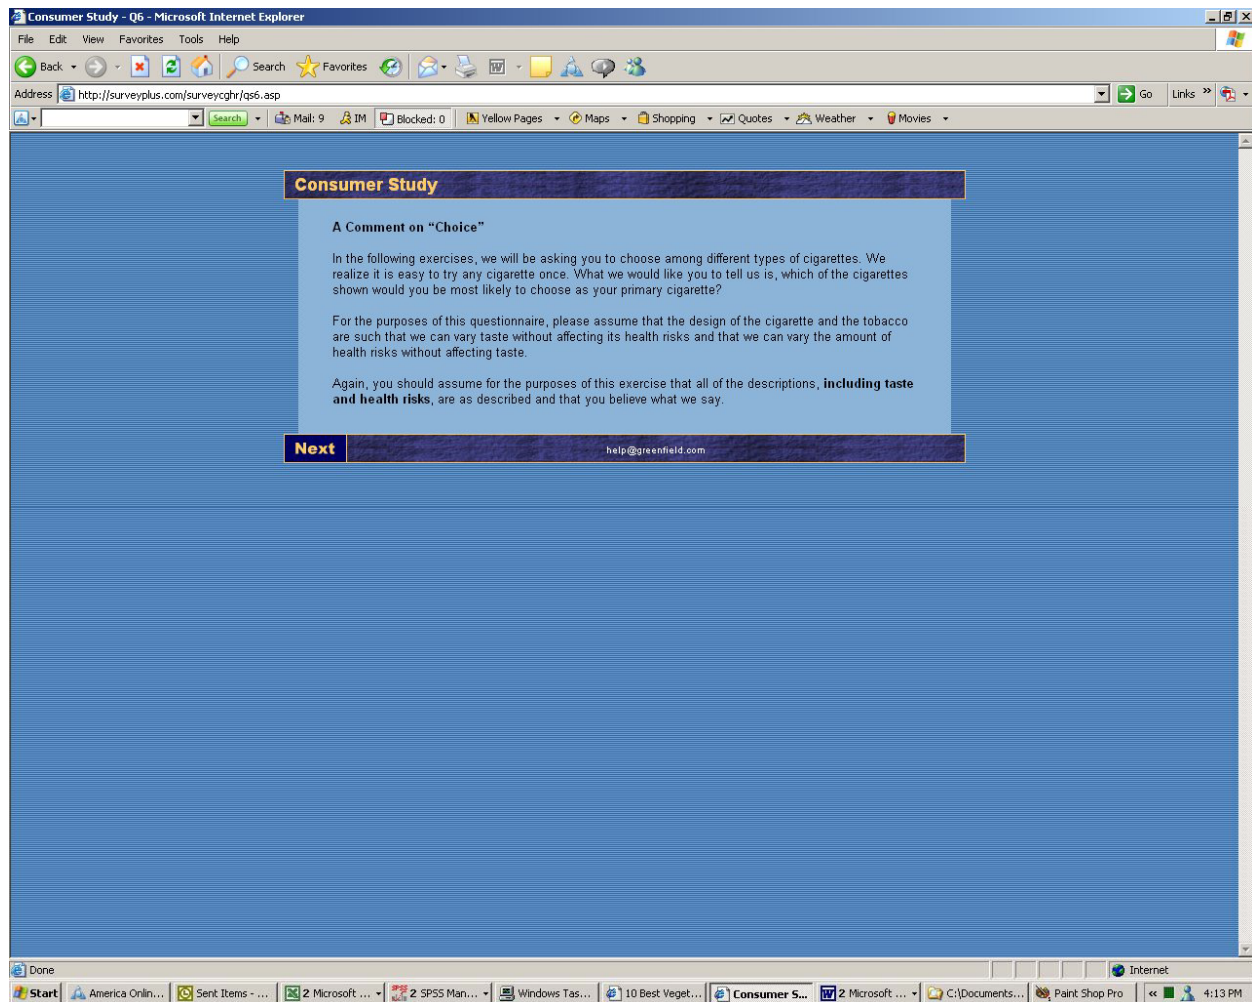 Consumer Study - Q6 - Microsoft Internet Explorer
File Edit View Favorites Tools Help
Back Search Favorites
Address http://surveyplus.com/surveycghr/qs6.asp Go Links »
Search Mail: 9 IM Blocked: 0 Yellow Pages Maps Shopping Quotes Weather Movies
Consumer Study
A Comment on “Choice”
In the following exercises, we will be asking you to choose among different types of cigarettes. We
realize it is easy to try any cigarette once. What we would like you to tell us is, which of the cigarettes
shown would you be most likely to choose as your primary cigarette?
For the purposes of this questionnaire, please assume that the design of the cigarette and the tobacco
are such that we can vary taste without affecting its health risks and that we can vary the amount of
health risks without affecting taste.
Again, you should assume for the purposes of this exercise that all of the descriptions, including taste
and health risks, are as described and that you believe what we say.
Next help@greenfield.com
Done Internet
Start America Onlin... Sent Items - ... 2 Microsoft ... 2 SPSS Man... Windows Tas... 10 Best Veget... Consumer S... 2 Microsoft ... C:\Documents... Paint Shop Pro « 4:13 PM